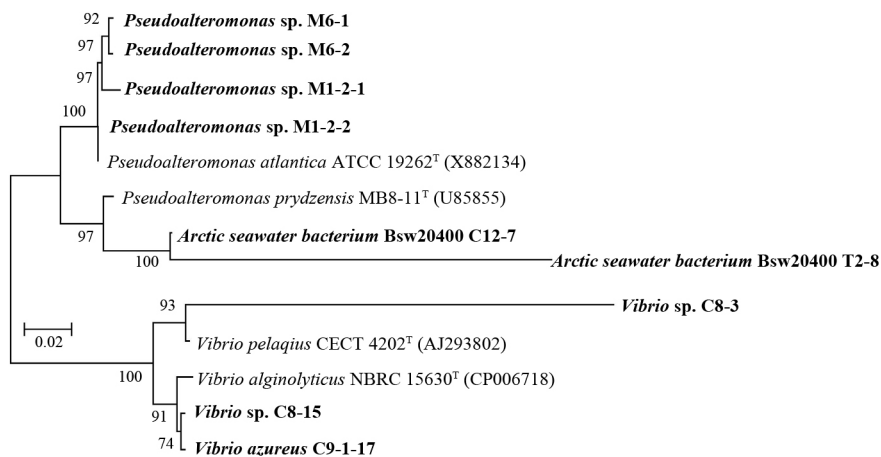 92
Pseudoalteromonas sp. M6-1
97
Pseudoalteromonas sp. M6-2
97
Pseudoalteromonas sp. M1-2-1
100
Pseudoalteromonas sp. M1-2-2
Pseudoalteromonas atlantica ATCC 19262ᵀ (X882134)
Pseudoalteromonas prydzensis MB8-11ᵀ (U85855)
97
Arctic seawater bacterium Bsw20400 C12-7
100
Arctic seawater bacterium Bsw20400 T2-8
93
Vibrio sp. C8-3
0.02
Vibrio pelaqius CECT 4202ᵀ (AJ293802)
100
Vibrio alginolyticus NBRC 15630ᵀ (CP006718)
91
Vibrio sp. C8-15
74
Vibrio azureus C9-1-17